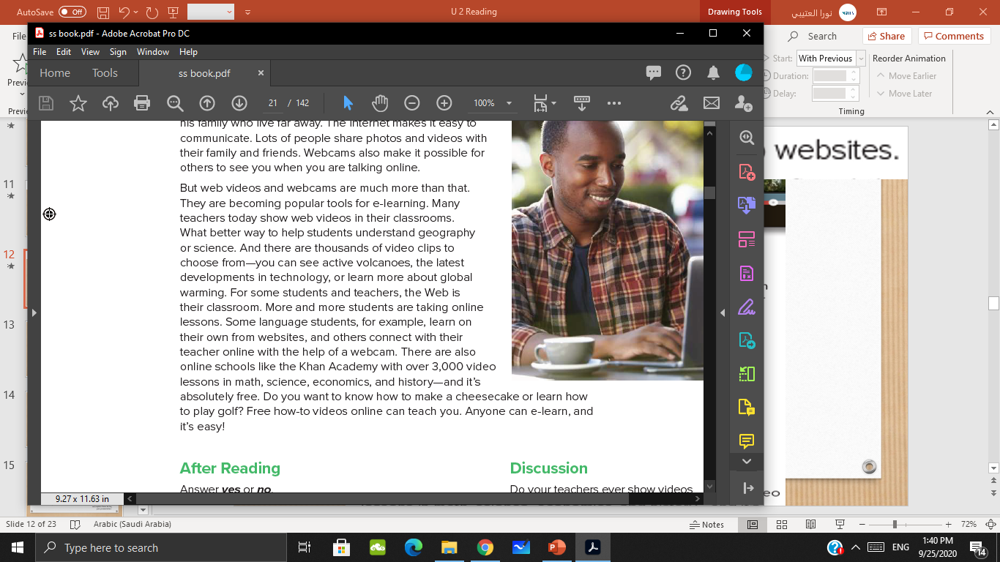 AutoSave Off
U 2 Reading
Drawing Tools
نورا العتيبي
File
Search
Share
Comments
ss book.pdf - Adobe Acrobat Pro DC
File Edit View Sign Window Help
Home Tools ss book.pdf
21 / 142
100%
Start: With Previous
Duration:
Delay:
Reorder Animation
Move Earlier
Move Later
Timing
11
12
13
14
15
his family who live far away. The Internet makes it easy to
communicate. Lots of people share photos and videos with
their family and friends. Webcams also make it possible for
others to see you when you are talking online.
But web videos and webcams are much more than that.
They are becoming popular tools for e-learning. Many
teachers today show web videos in their classrooms.
What better way to help students understand geography
or science. And there are thousands of video clips to
choose from—you can see active volcanoes, the latest
developments in technology, or learn more about global
warming. For some students and teachers, the Web is
their classroom. More and more students are taking online
lessons. Some language students, for example, learn on
their own from websites, and others connect with their
teacher online with the help of a webcam. There are also
online schools like the Khan Academy with over 3,000 video
lessons in math, science, economics, and history—and it's
absolutely free. Do you want to know how to make a cheesecake or learn how
to play golf? Free how-to videos online can teach you. Anyone can e-learn, and
it's easy!
After Reading
Answer yes or no.
Discussion
Do your teachers ever show videos
websites.
9.27 x 11.63 in
Slide 12 of 23
Arabic (Saudi Arabia)
Notes
72%
Type here to search
ENG
1:40 PM
9/25/2020
14